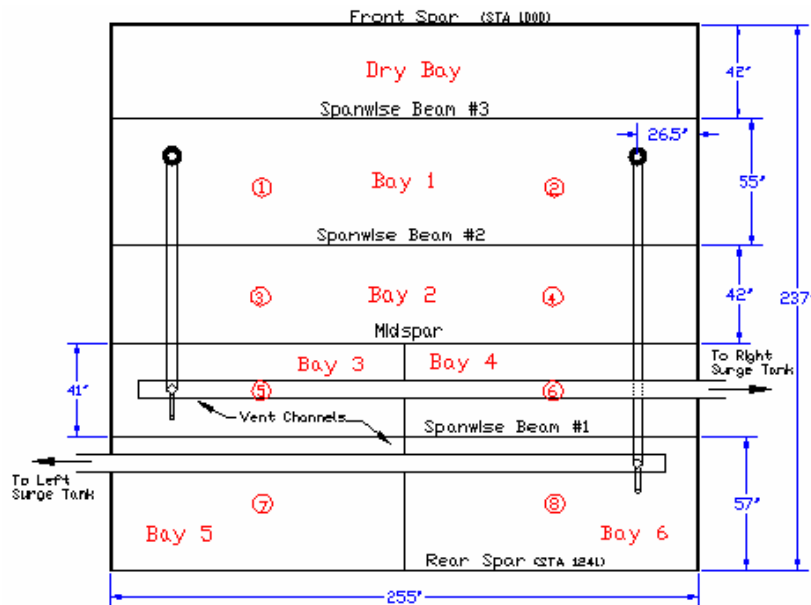 Front Spar (STA 1000)
Dry Bay
42"
Spanwise Beam #3
26.5"
1
Bay 1
2
55"
Spanwise Beam #2
3
Bay 2
4
42"
237"
Midspar
Bay 3
Bay 4
To Right
Surge Tank
41"
5
6
Vent Channels
Spanwise Beam #1
To Left
Surge Tank
7
8
57"
Bay 5
Bay 6
Rear Spar (STA 1241)
255"